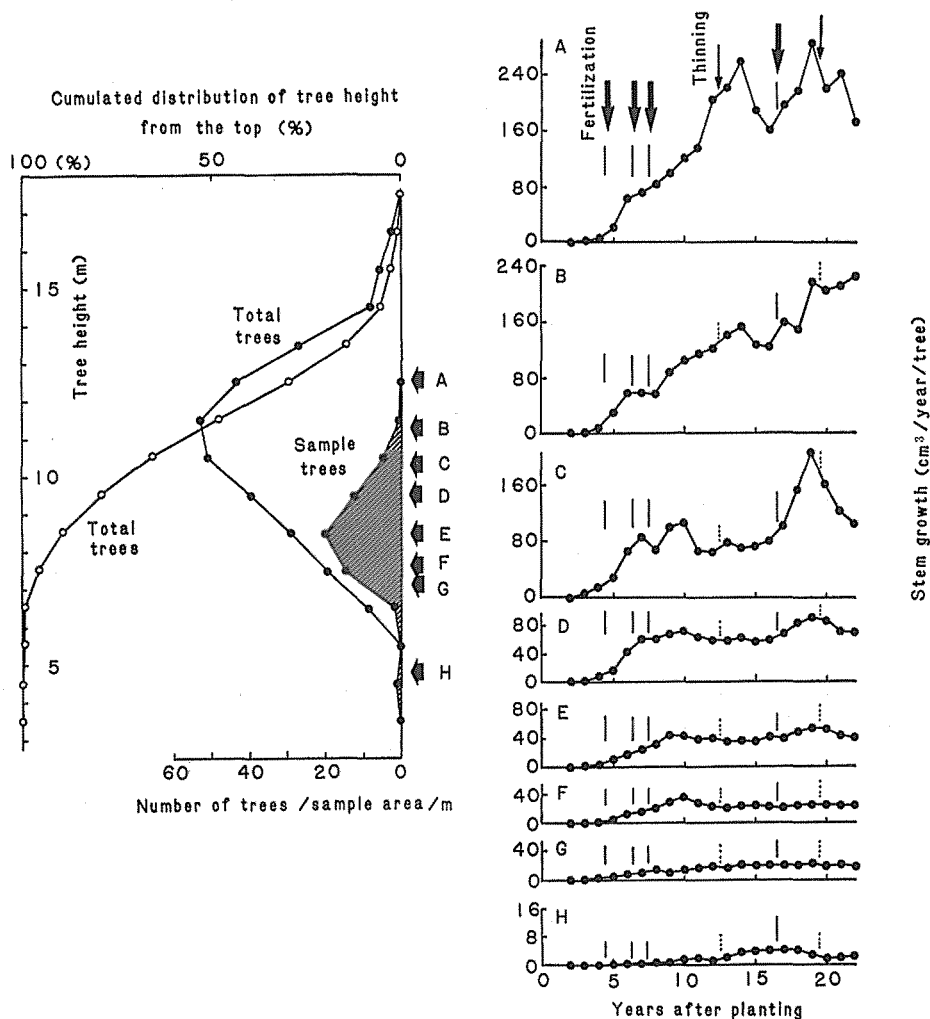 Cumulated distribution of tree height
from the top (%)
100 (%) 50 0
Tree height (m)
15
10
5
Total
trees
Sample
trees
Total
trees
A
B
C
D
E
F
G
H
60 40 20 0
Number of trees / sample area / m
Fertilization
Thinning
A
240
160
80
0
B
240
160
80
0
C
160
80
0
D
80
40
0
E
80
40
0
F
40
0
G
40
0
H
16
8
0
0 5 10 15 20
Years after planting
Stem growth (cm³/year/tree)